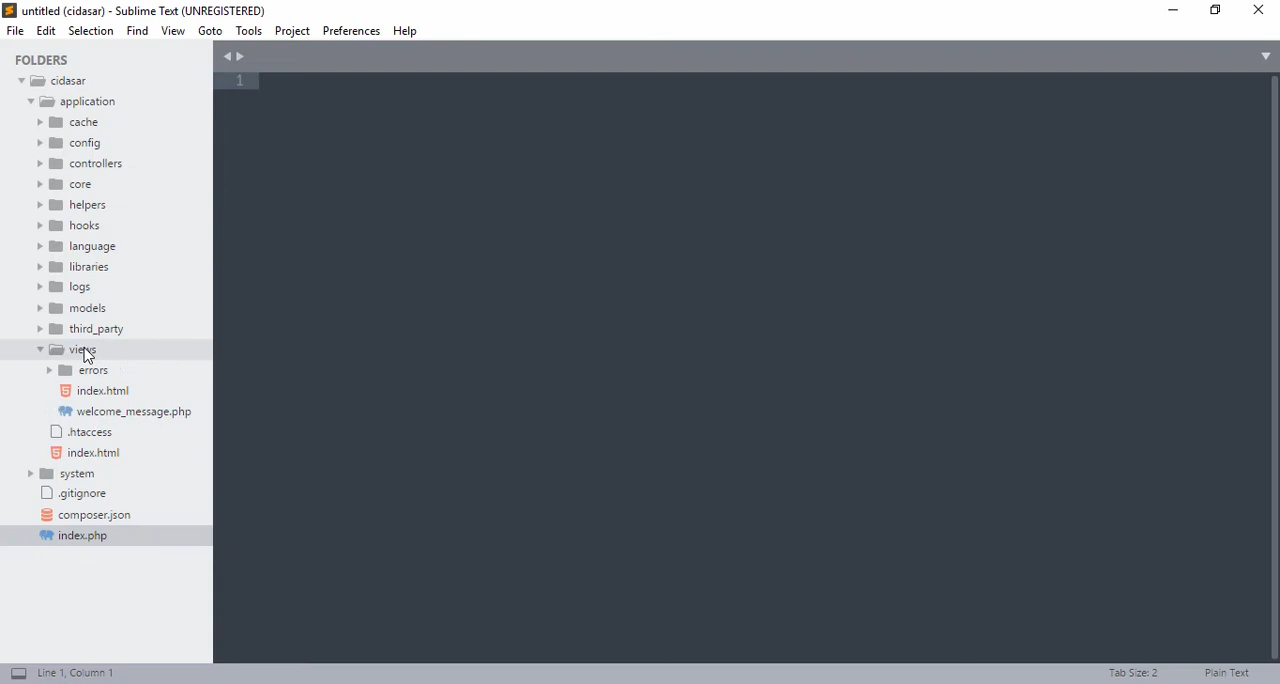 untitled (cidasar) - Sublime Text (UNREGISTERED)
File Edit Selection Find View Goto Tools Project Preferences Help
FOLDERS
cidasar
application
cache
config
controllers
core
helpers
hooks
language
libraries
logs
models
third_party
views
errors
index.html
welcome_message.php
.htaccess
index.html
system
.gitignore
composer.json
index.php
1
Line 1, Column 1 Tab Size: 2 Plain Text